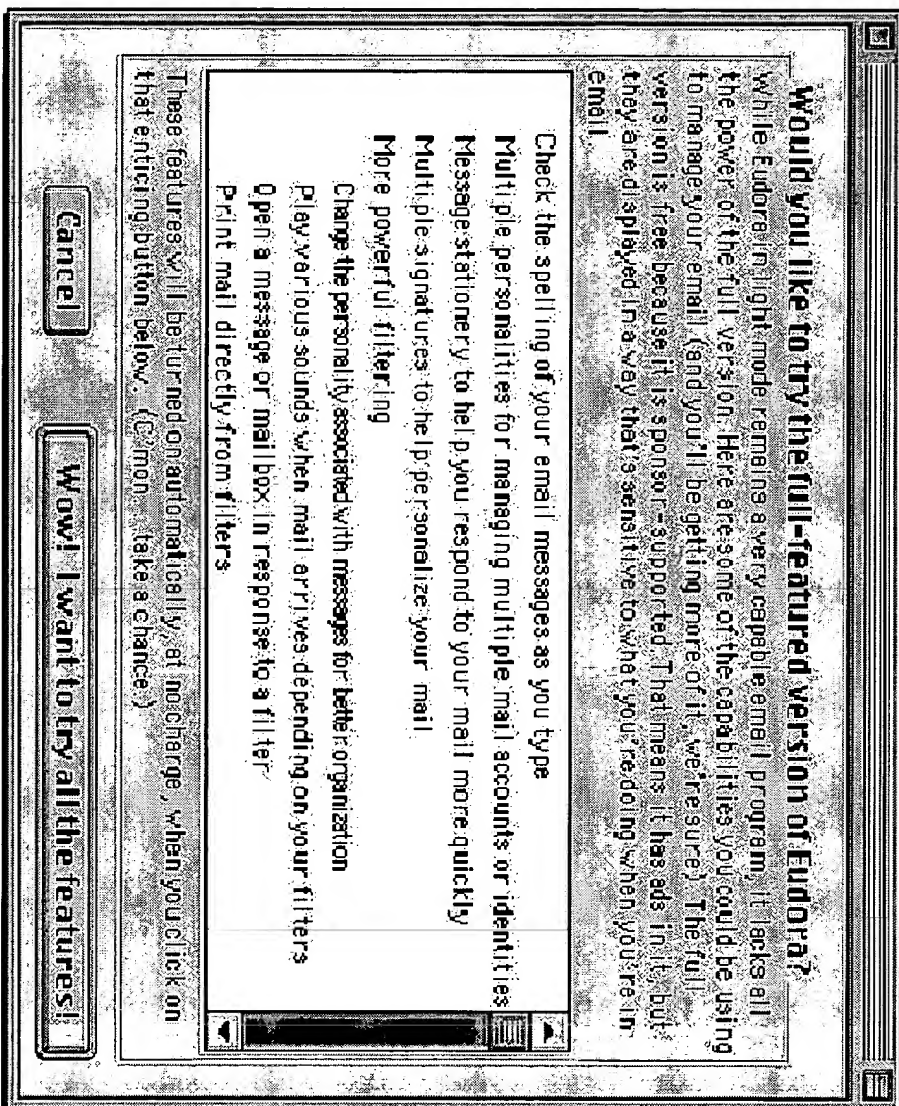 Would you like to try the full-featured version of Eudora?
While Eudora in light mode remains a very capable email program, it lacks all
the power of the full version. Here are some of the capabilities you could be using
to manage your email (and you'll be getting more of it, we're sure). The full
version is free because it is sponsor-supported. That means it has ads in it, but
they are displayed in a way that's sensitive to what you're doing when you're in
email.
Check the spelling of your email messages as you type
Multiple personalities for managing multiple mail accounts or identities
Message stationery to help you respond to your mail more quickly
Multiple signatures to help personalize your mail
More powerful filtering
Change the personality associated with messages for better organization
Play various sounds when mail arrives depending on your filters
Open a message or mailbox in response to a filter
Print mail directly from filters
These features will be turned on automatically, at no charge, when you click on
that enticing button below. (C'mon... take a chance.)
Cancel
Wow! I want to try all the features!